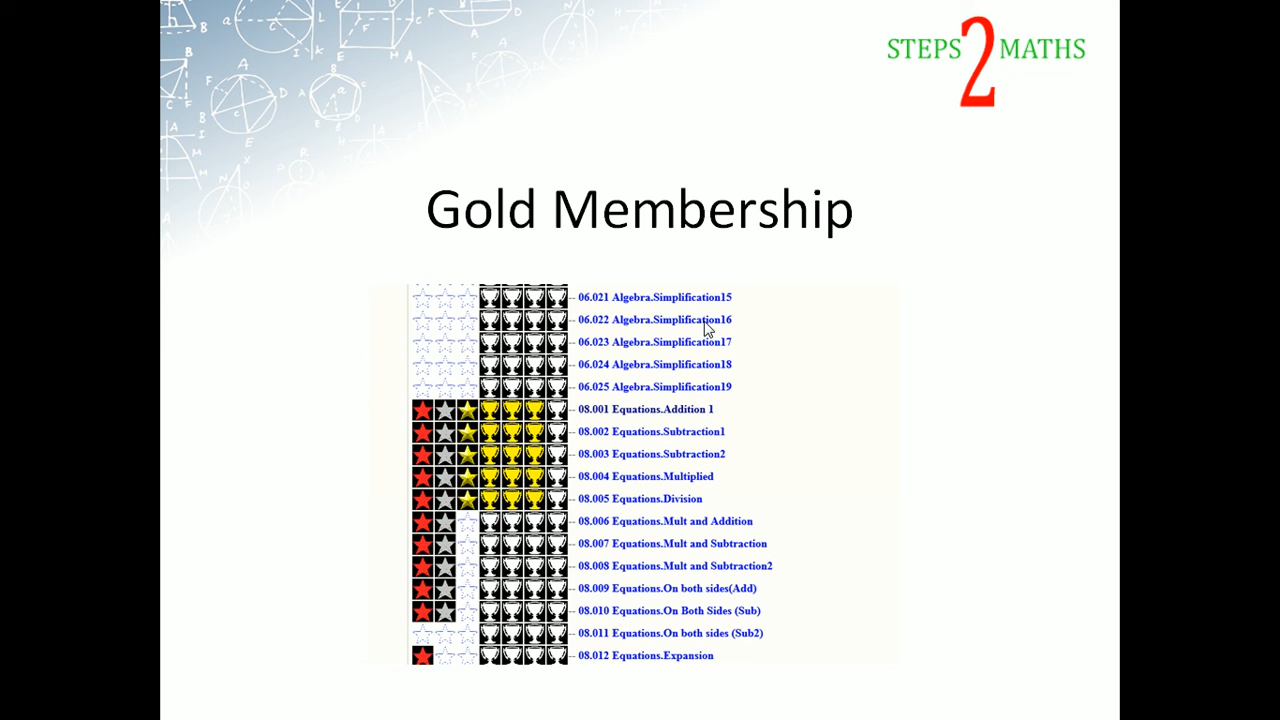 STEPS 2 MATHS
Gold Membership
06.021 Algebra.Simplification15
06.022 Algebra.Simplification16
06.023 Algebra.Simplification17
06.024 Algebra.Simplification18
06.025 Algebra.Simplification19
08.001 Equations.Addition 1
08.002 Equations.Subtraction1
08.003 Equations.Subtraction2
08.004 Equations.Multiplied
08.005 Equations.Division
08.006 Equations.Mult and Addition
08.007 Equations.Mult and Subtraction
08.008 Equations.Mult and Subtraction2
08.009 Equations.On both sides(Add)
08.010 Equations.On Both Sides (Sub)
08.011 Equations.On both sides (Sub2)
08.012 Equations.Expansion